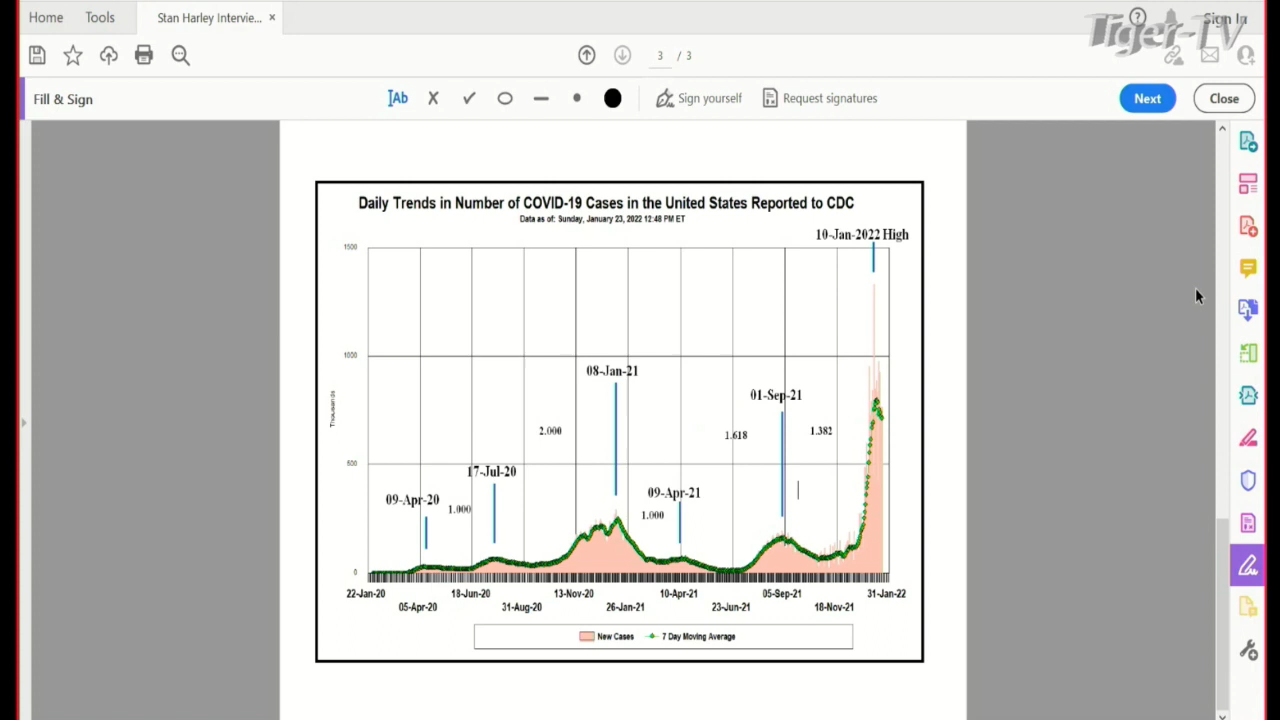 Home Tools Stan Harley Intervie... × ? Sign In
Tiger-TV
3 / 3
Fill & Sign Ab Sign yourself Request signatures Next Close
Daily Trends in Number of COVID-19 Cases in the United States Reported to CDC
Data as of: Sunday, January 23, 2022 12:48 PM ET
10-Jan-2022 High
1500
1000
08-Jan-21
01-Sep-21
Thousands
2.000 1.618 1.382
500
17-Jul-20
09-Apr-20 09-Apr-21
1.000 1.000
0
22-Jan-20 18-Jun-20 13-Nov-20 10-Apr-21 05-Sep-21 31-Jan-22
05-Apr-20 31-Aug-20 26-Jan-21 23-Jun-21 18-Nov-21
New Cases 7 Day Moving Average